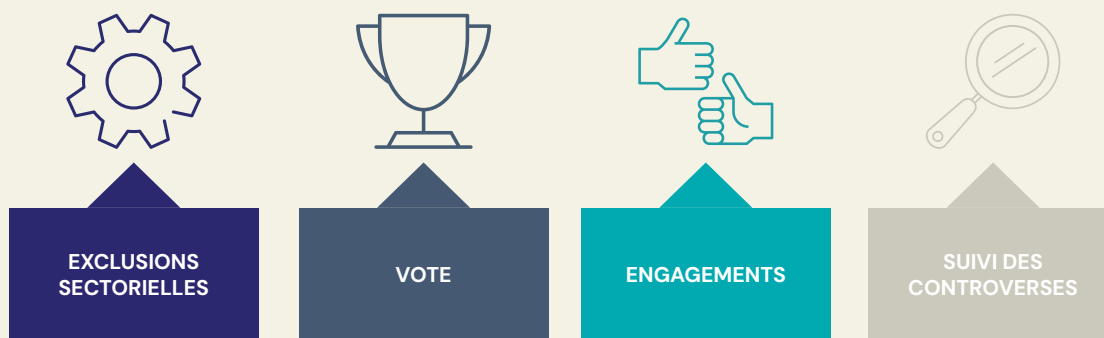 EXCLUSIONS
SECTORIELLES
VOTE
ENGAGEMENTS
SUIVI DES
CONTROVERSES